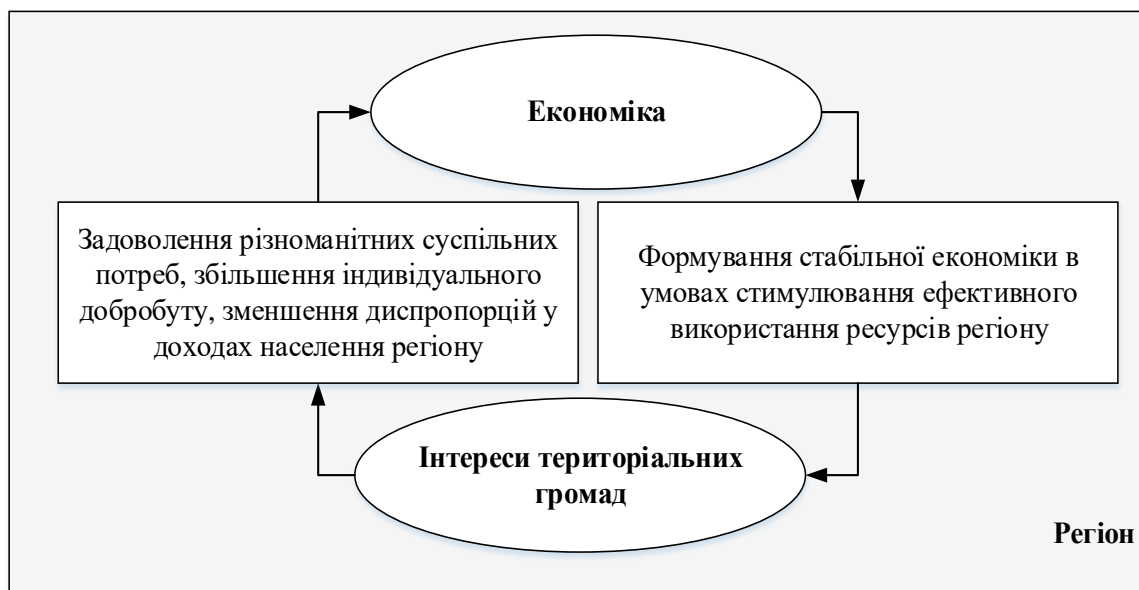 Економіка
Задоволення різноманітних суспільних
потреб, збільшення індивідуального
добробуту, зменшення диспропорцій у
доходах населення регіону
Формування стабільної економіки в
умовах стимулювання ефективного
використання ресурсів регіону
Інтереси територіальних
громад
Регіон